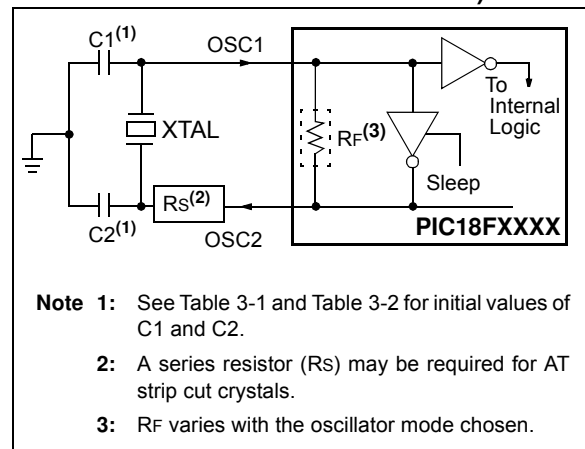 C1(1)
OSC1
To
Internal
Logic
XTAL
RF(3)
Sleep
C2(1)
RS(2)
OSC2
PIC18FXXXX
Note 1: See Table 3-1 and Table 3-2 for initial values of
C1 and C2.
2: A series resistor (RS) may be required for AT
strip cut crystals.
3: RF varies with the oscillator mode chosen.